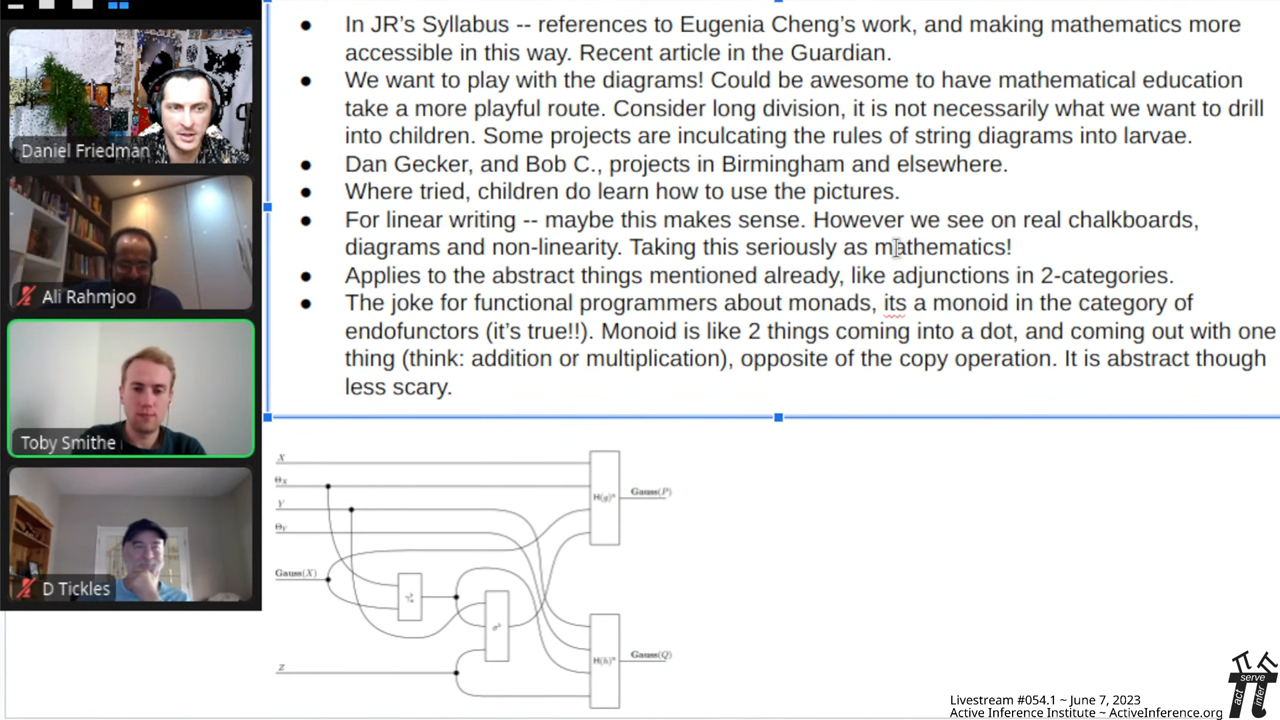 ● In JR's Syllabus -- references to Eugenia Cheng's work, and making mathematics more
accessible in this way. Recent article in the Guardian.
● We want to play with the diagrams! Could be awesome to have mathematical education
take a more playful route. Consider long division, it is not necessarily what we want to drill
into children. Some projects are inculcating the rules of string diagrams into larvae.
● Dan Gecker, and Bob C., projects in Birmingham and elsewhere.
● Where tried, children do learn how to use the pictures.
● For linear writing -- maybe this makes sense. However we see on real chalkboards,
diagrams and non-linearity. Taking this seriously as mathematics!
● Applies to the abstract things mentioned already, like adjunctions in 2-categories.
● The joke for functional programmers about monads, its a monoid in the category of
endofunctors (it's true!!). Monoid is like 2 things coming into a dot, and coming out with one
thing (think: addition or multiplication), opposite of the copy operation. It is abstract though
less scary.
Daniel Friedman
Ali Rahmjoo
Toby Smithe
D Tickles
X
Θ_X
Y
Θ_Y
Gauss(X)
Z
H(g)ⁿ
Gauss(P)
H(h)ⁿ
Gauss(Q)
Livestream #054.1 ~ June 7, 2023
Active Inference Institute ~ ActiveInference.org
act
serve
infer